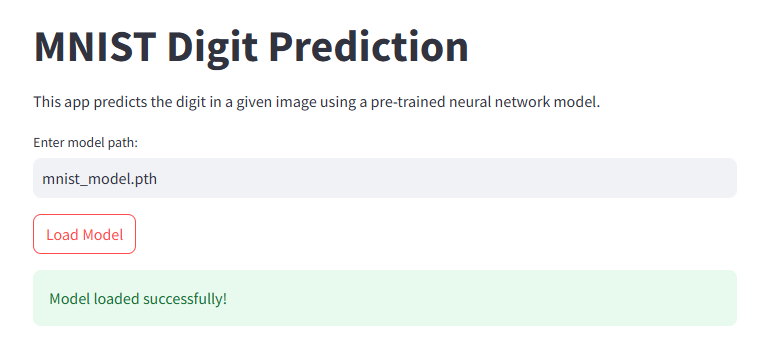 MNIST Digit Prediction
This app predicts the digit in a given image using a pre-trained neural network model.
Enter model path:
mnist_model.pth
Load Model
Model loaded successfully!